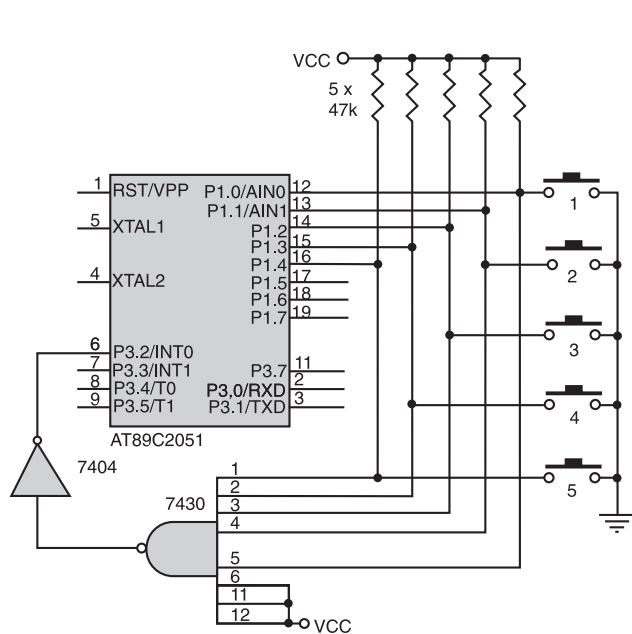 VCC
5 x
47k
1 RST/VPP P1.0/AIN0 12
P1.1/AIN1 13
5 XTAL1 P1.2 14
P1.3 15
P1.4 16
4 XTAL2 P1.5 17
P1.6 18
P1.7 19
6 P3.2/INT0
7 P3.3/INT1 P3.7 11
8 P3.4/T0 P3,0/RXD 2
9 P3.5/T1 P3.1/TXD 3
AT89C2051
1
2
3
4
5
7404
7430
1
2
3
4
5
6
11
12
VCC